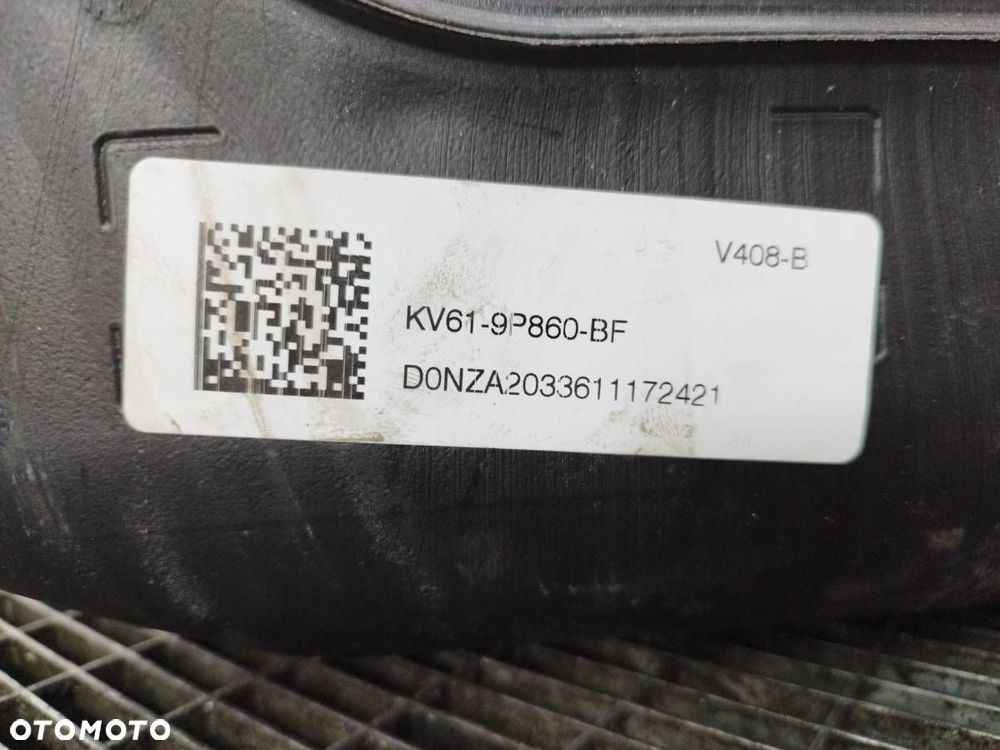 V408-B
KV61-9P860-BF
D0NZA2033611172421
OTOMOTO